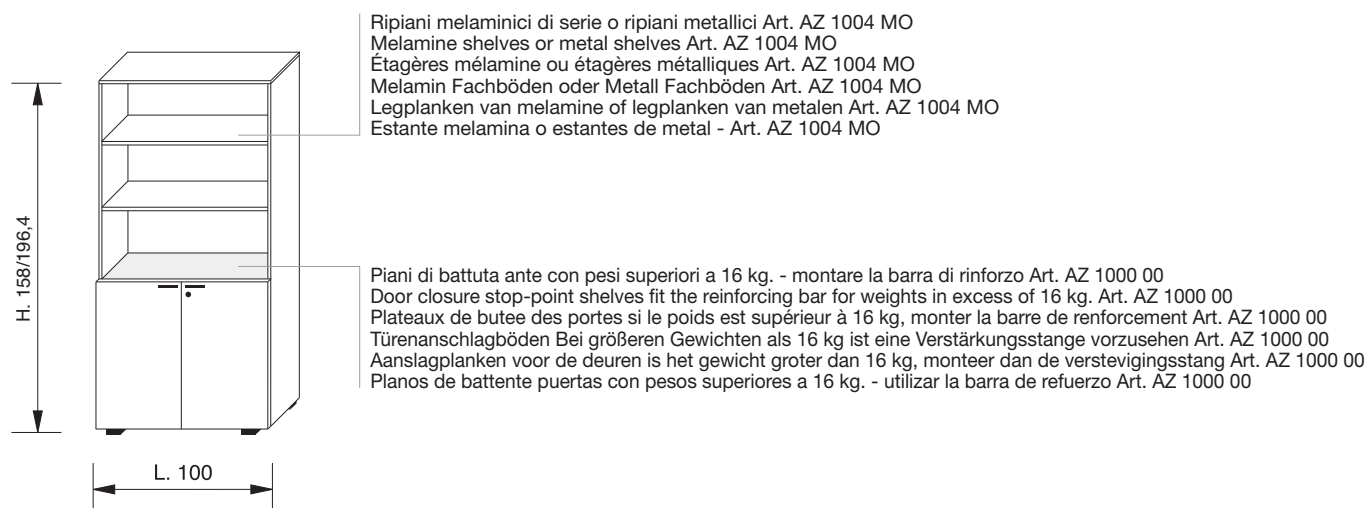 Ripiani melaminici di serie o ripiani metallici Art. AZ 1004 MO
Melamine shelves or metal shelves Art. AZ 1004 MO
Étagères mélamine ou étagères métalliques Art. AZ 1004 MO
Melamin Fachböden oder Metall Fachböden Art. AZ 1004 MO
Legplanken van melamine of legplanken van metalen Art. AZ 1004 MO
Estante melamina o estantes de metal - Art. AZ 1004 MO
H. 158/196,4
Piani di battuta ante con pesi superiori a 16 kg. - montare la barra di rinforzo Art. AZ 1000 00
Door closure stop-point shelves fit the reinforcing bar for weights in excess of 16 kg. Art. AZ 1000 00
Plateaux de butee des portes si le poids est supérieur à 16 kg, monter la barre de renforcement Art. AZ 1000 00
Türenanschlagböden Bei größeren Gewichten als 16 kg ist eine Verstärkungsstange vorzusehen Art. AZ 1000 00
Aanslagplanken voor de deuren is het gewicht groter dan 16 kg, monteer dan de verstevigingsstang Art. AZ 1000 00
Planos de battente puertas con pesos superiores a 16 kg. - utilizar la barra de refuerzo Art. AZ 1000 00
L. 100